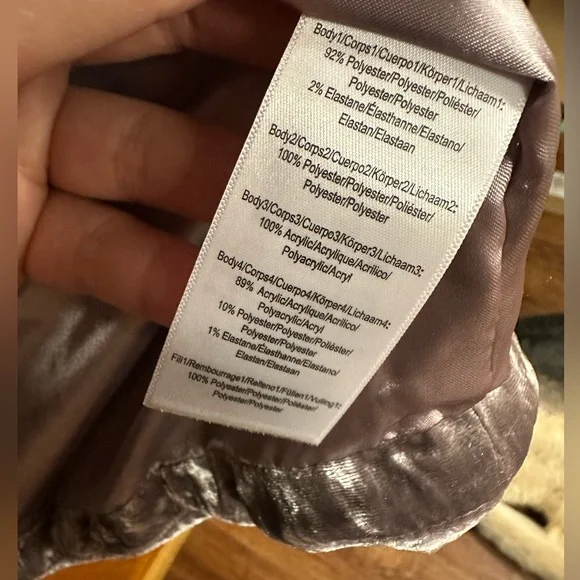 Body1/Corps1/Cuerpo1/Körper1/Lichaam1:
92% Polyester/Polyester/Poliéster/
Polyester/Polyester
2% Elastane/Élasthanne/Elastano/
Elastan/Elastaan
Body2/Corps2/Cuerpo2/Körper2/Lichaam2:
100% Polyester/Polyester/Poliéster/
Polyester/Polyester
Body3/Corps3/Cuerpo3/Körper3/Lichaam3:
100% Acrylic/Acrylique/Acrílico/
Polyacrylic/Acryl
Body4/Corps4/Cuerpo4/Körper4/Lichaam4:
89% Acrylic/Acrylique/Acrílico/
Polyacrylic/Acryl
10% Polyester/Polyester/Poliéster/
Polyester/Polyester
1% Elastane/Élasthanne/Elastano/
Elastan/Elastaan
Fill1/Rembourrage1/Relleno1/Füllen1/Vulling1:
100% Polyester/Polyester/Poliéster/
Polyester/Polyester